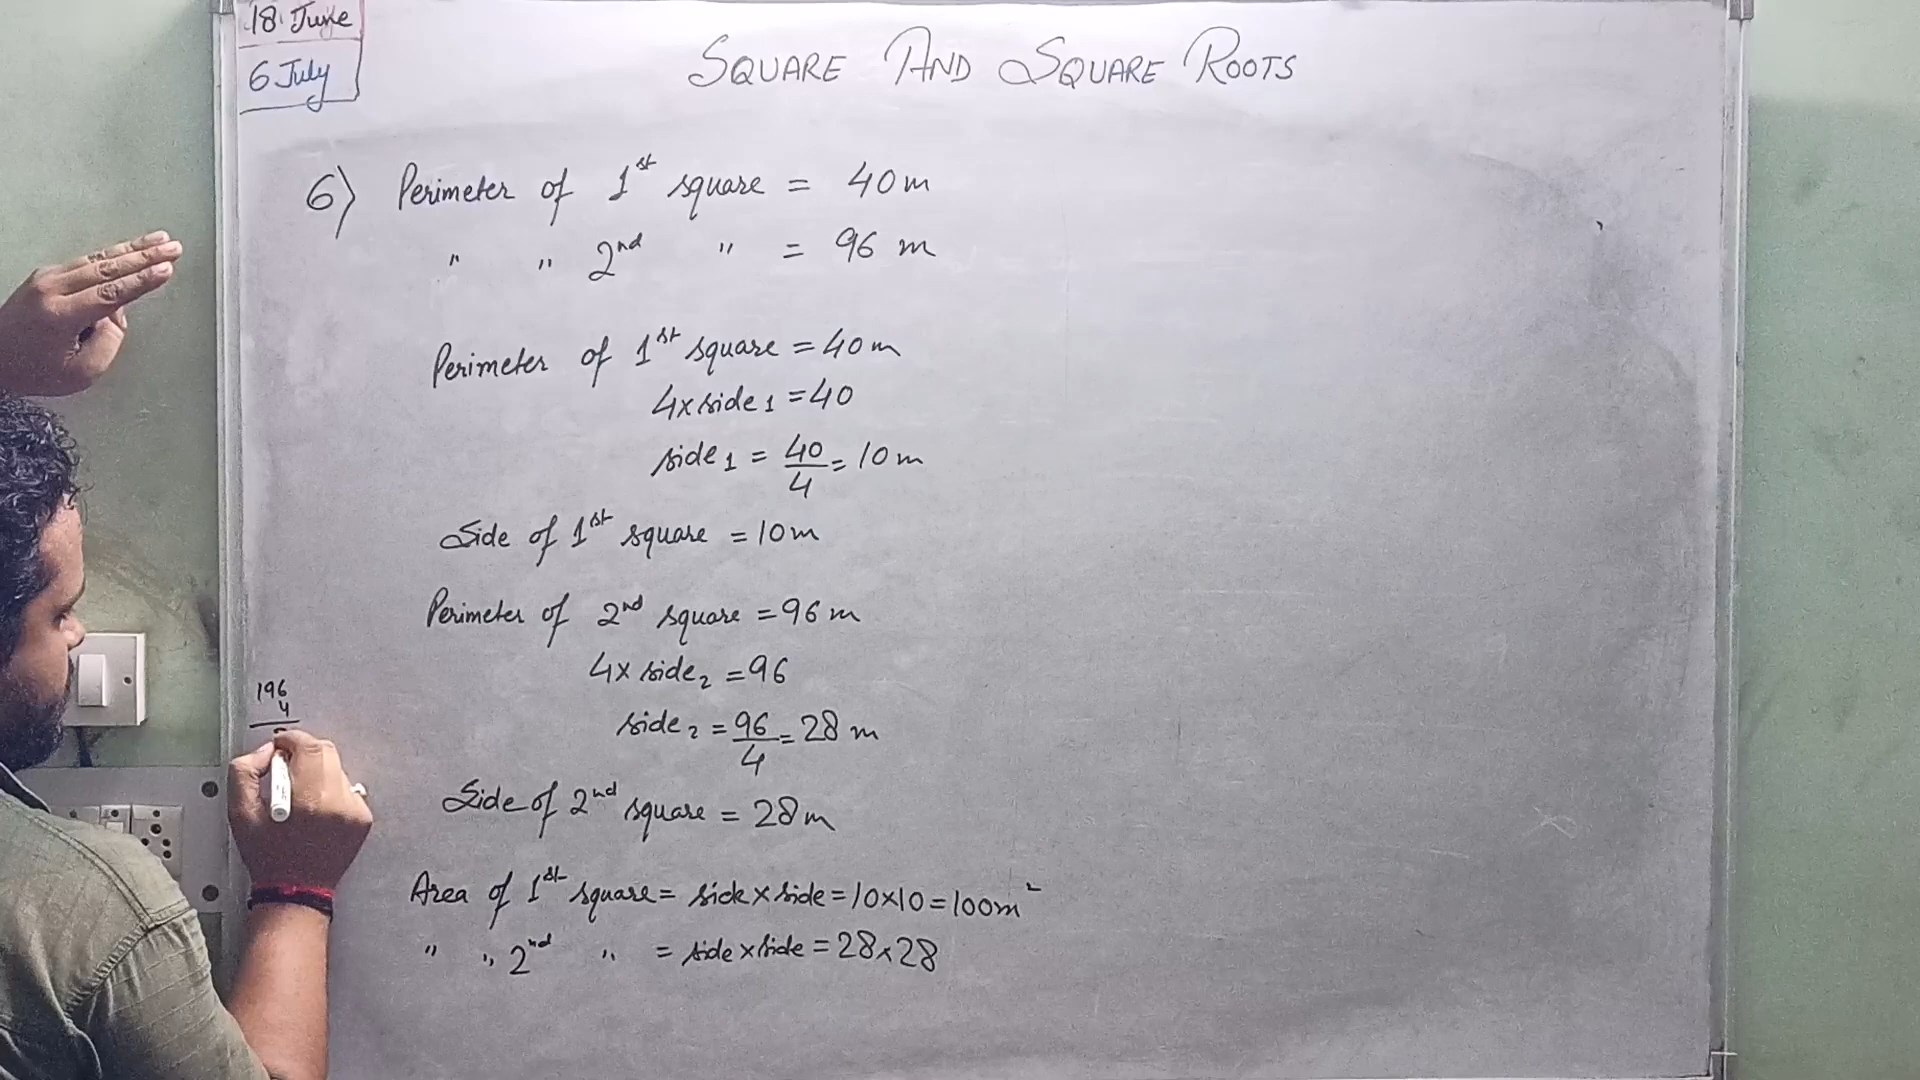 18 June
6 July
SQUARE AND SQUARE ROOTS
6) Perimeter of 1st square = 40 m
" " 2nd " = 96 m
Perimeter of 1st square = 40 m
4 x side₁ = 40
side₁ = 40/4 = 10 m
Side of 1st square = 10 m
Perimeter of 2nd square = 96 m
4 x side₂ = 96
side₂ = 96/4 = 28 m
Side of 2nd square = 28 m
Area of 1st square = side x side = 10 x 10 = 100 m²
" " 2nd " = side x side = 28 x 28
196
4